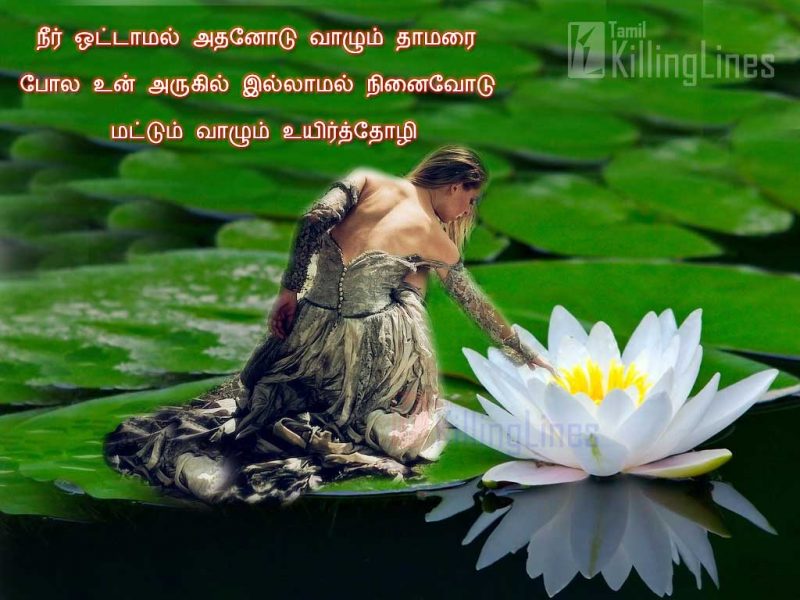 நீர் ஒட்டாமல் அதனோடு வாழும் தாமரை
போல உன் அருகில் இல்லாமல் நினைவோடு
மட்டும் வாழும் உயிர்த்தோழி
Tamil
KillingLines
KillingLines